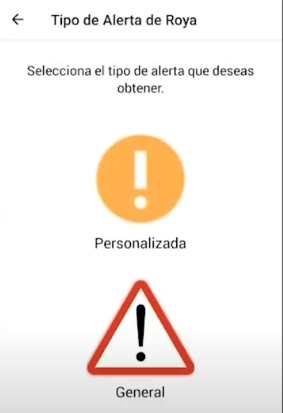 Tipo de Alerta de Roya
Selecciona el tipo de alerta que deseas
obtener.
Personalizada
General